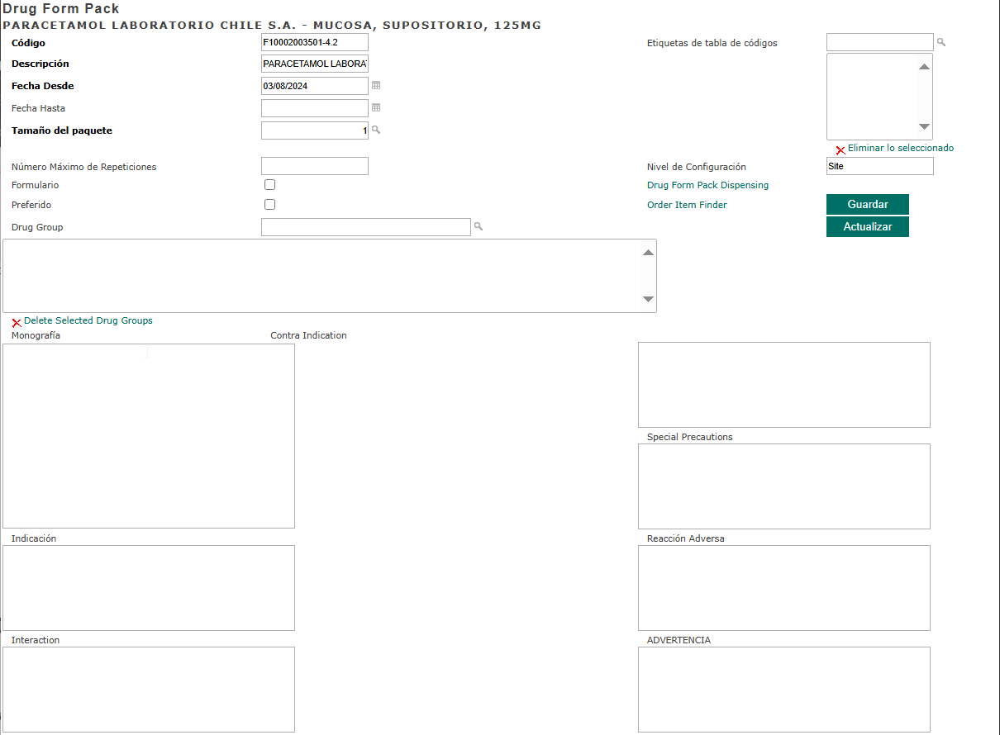 Drug Form Pack
PARACETAMOL LABORATORIO CHILE S.A. - MUCOSA, SUPOSITORIO, 125MG
Código F10002003501-4.2 Etiquetas de tabla de códigos
Descripción PARACETAMOL LABORA
Fecha Desde 03/08/2024
Fecha Hasta
Tamaño del paquete 1
Eliminar lo seleccionado
Número Máximo de Repeticiones Nivel de Configuración Site
Formulario Drug Form Pack Dispensing
Preferido Order Item Finder Guardar
Drug Group Actualizar
Delete Selected Drug Groups
Monografía Contra Indication
Special Precautions
Indicación Reacción Adversa
Interaction ADVERTENCIA